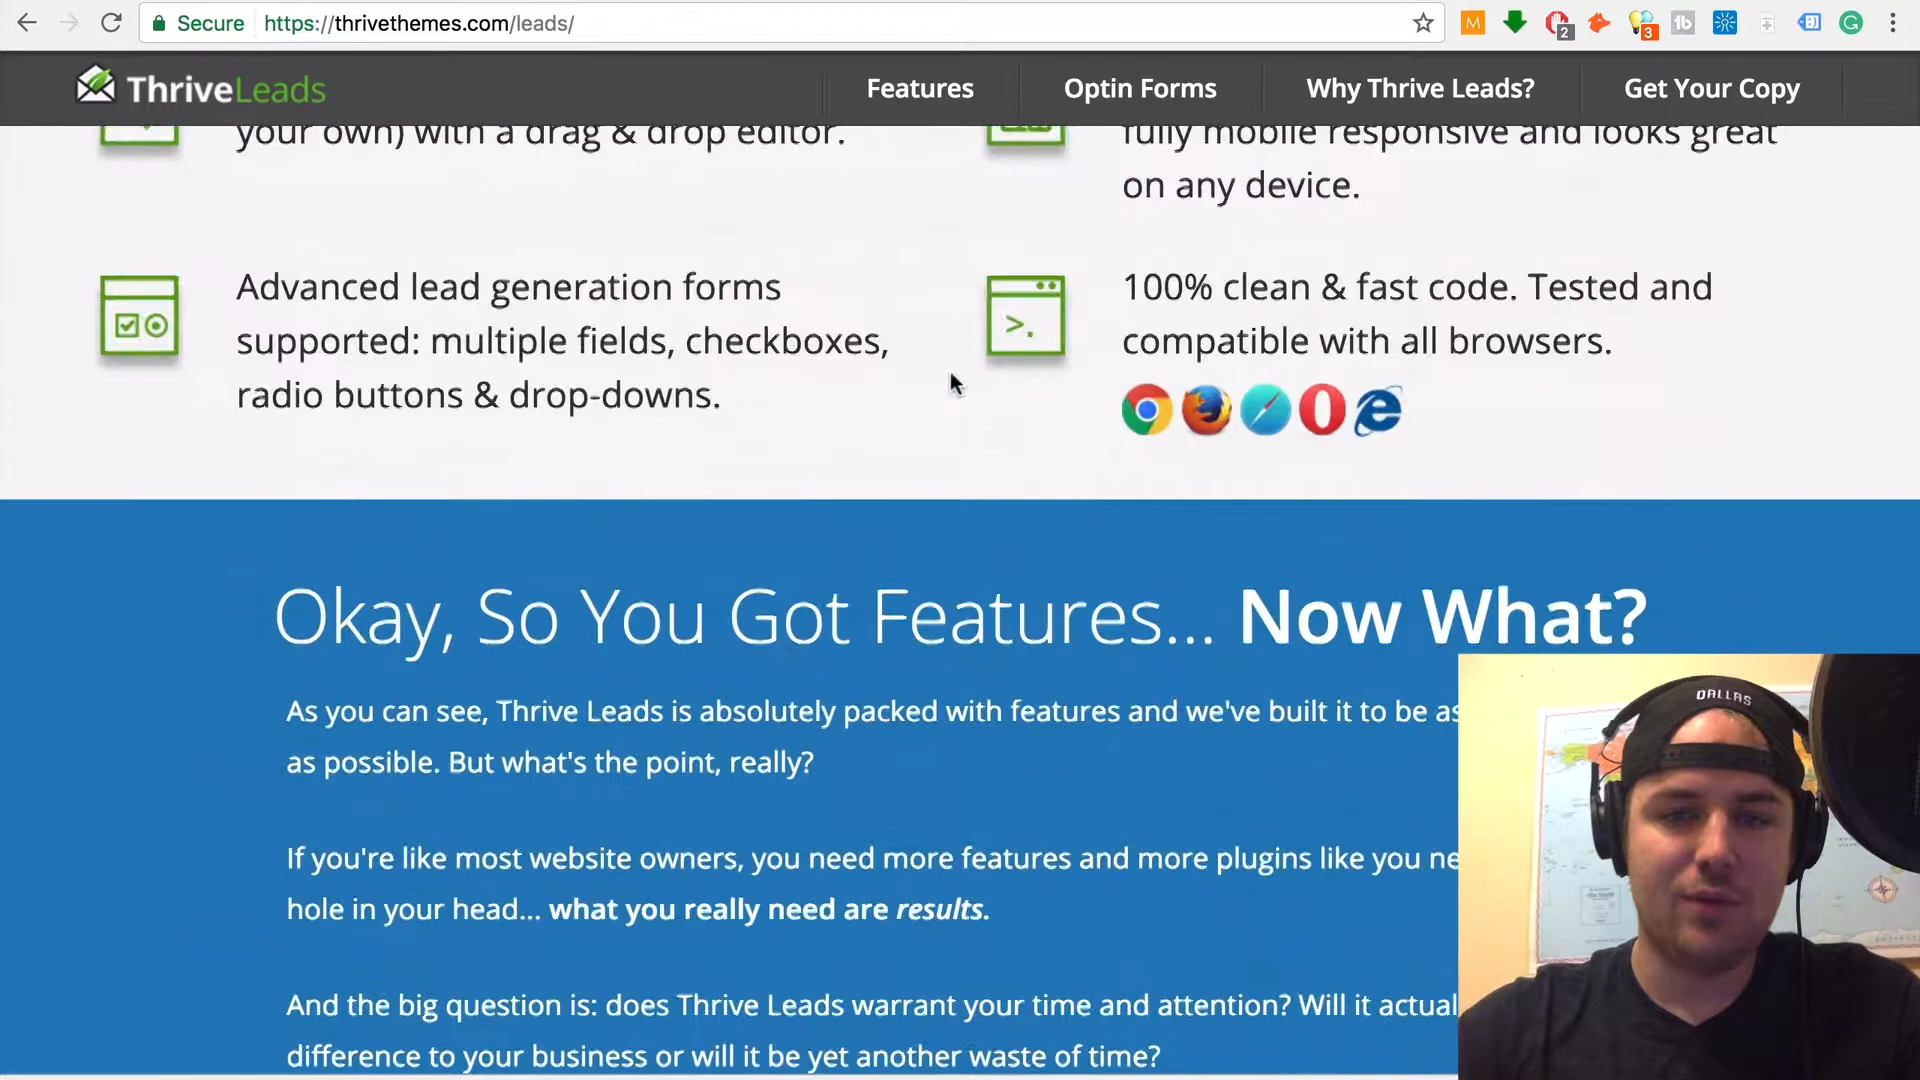 Secure https://thrivethemes.com/leads/
2
3
ThriveLeads
Features
Optin Forms
Why Thrive Leads?
Get Your Copy
your own) with a drag & drop editor.
fully mobile responsive and looks great
on any device.
Advanced lead generation forms
supported: multiple fields, checkboxes,
radio buttons & drop-downs.
100% clean & fast code. Tested and
compatible with all browsers.
Okay, So You Got Features... Now What?
As you can see, Thrive Leads is absolutely packed with features and we've built it to be as
as possible. But what's the point, really?
If you're like most website owners, you need more features and more plugins like you ne
hole in your head... what you really need are results.
And the big question is: does Thrive Leads warrant your time and attention? Will it actual
difference to your business or will it be yet another waste of time?
DALLAS